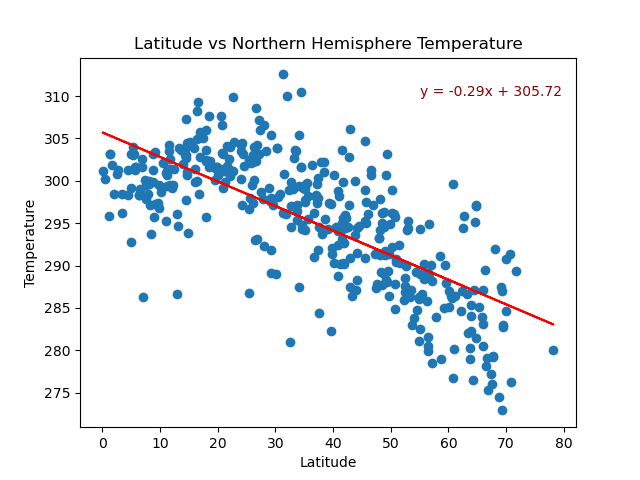 Latitude vs Northern Hemisphere Temperature
y = -0.29x + 305.72
310
305
300
295
290
285
280
275
Temperature
0 10 20 30 40 50 60 70 80
Latitude